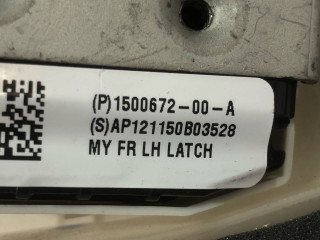 (P)1500672-00-A
(S)AP121150B03528
MY FR LH LATCH